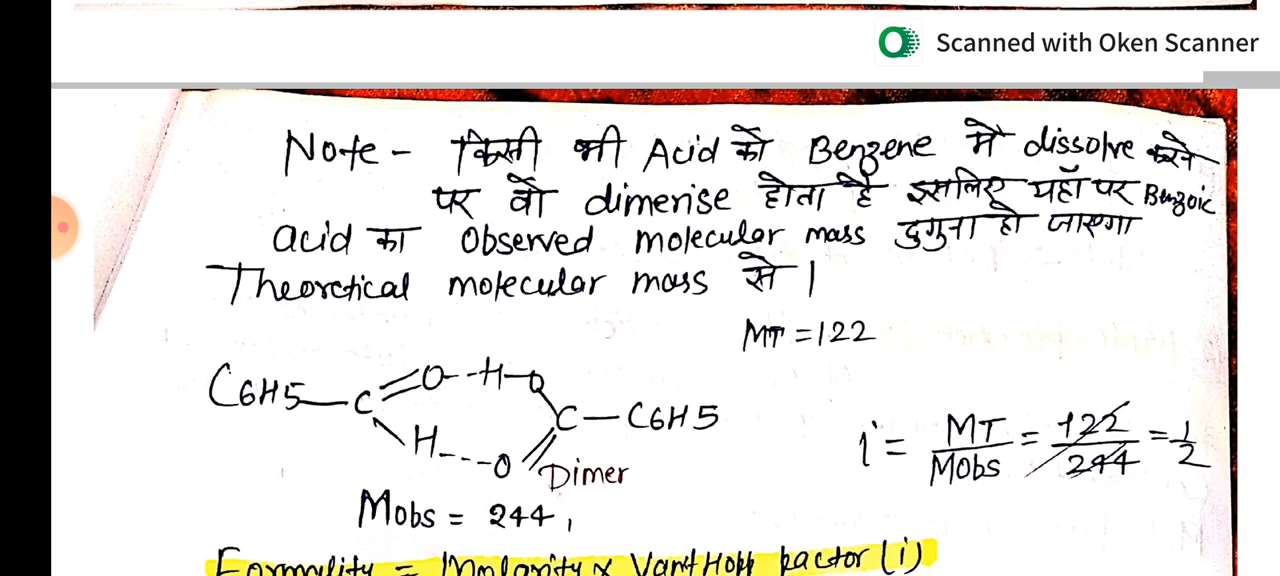 Scanned with Oken Scanner
Note - किसी भी Acid को Benzene में dissolve करने
पर वो dimerise होता है इसलिए यहाँ पर Benzoic
acid का Observed molecular mass दुगुना हो जाएगा
Theoretical molecular mass से।
MT = 122
C6H5—C=O---H-O
C—C6H5
H---O
Dimer
i = MT/Mobs = 122/244 = 1/2
Mobs = 244,
Formality = Molarity x Vant Hoff factor (i)